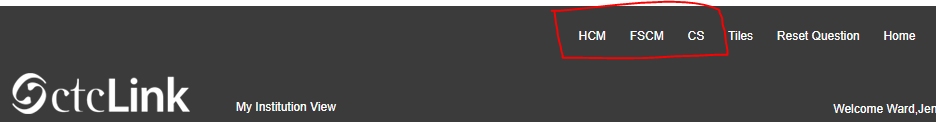 HCM FSCM CS Tiles Reset Question Home
ctcLink
My Institution View
Welcome Ward,Jen